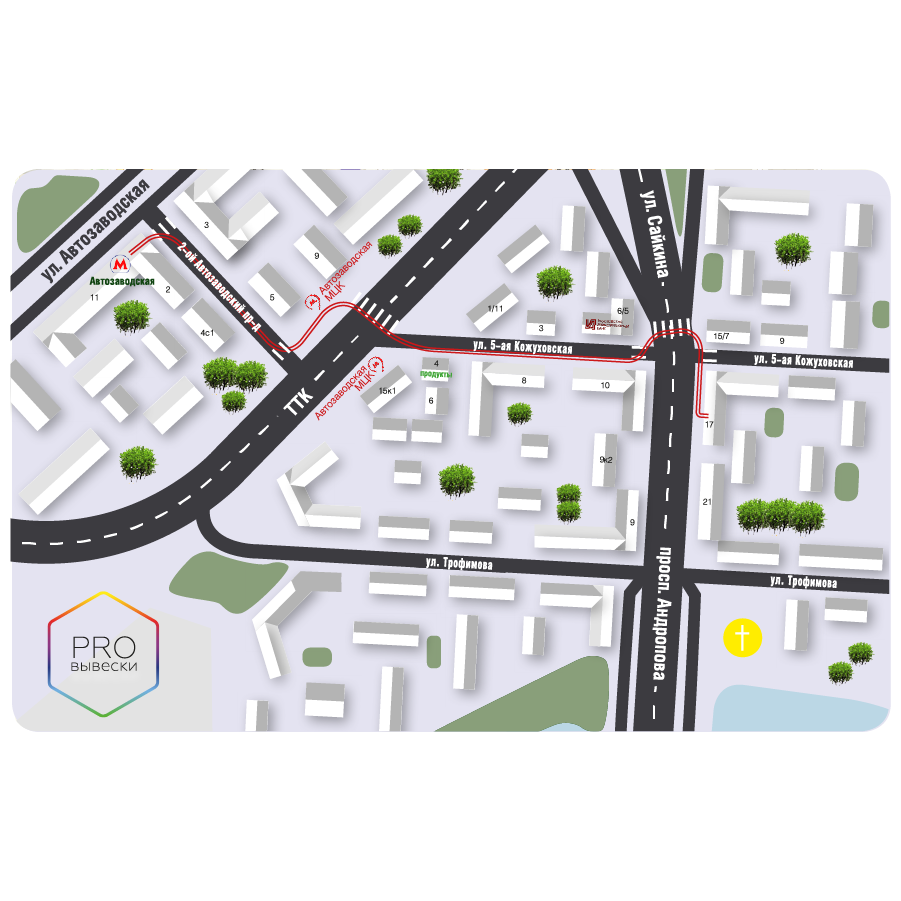 ул. Автозаводская
3
2-ой Автозаводский пр-д
9
Автозаводская
МЦК
ул. Сайкина
М
Автозаводская
11
2
5
4с1
1/11
3
6/5
15/7
9
ул. 5-ая Кожуховская
ул. 5-ая Кожуховская
ТТК
Автозаводская
МЦК
15к1
4
продукты
6
8
10
17
9к2
21
9
ул. Трофимова
ул. Трофимова
просп. Андропова
PRO
ВЫВЕСКИ